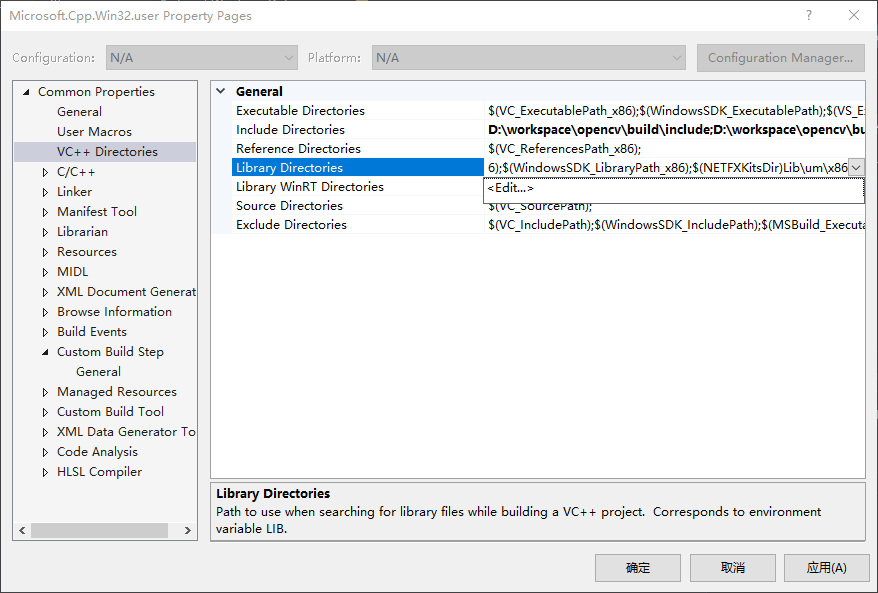 Microsoft.Cpp.Win32.user Property Pages
Configuration: N/A Platform: N/A Configuration Manager...
Common Properties
General
User Macros
VC++ Directories
C/C++
Linker
Manifest Tool
Librarian
Resources
MIDL
XML Document Generat
Browse Information
Build Events
Custom Build Step
General
Managed Resources
Custom Build Tool
XML Data Generator To
Code Analysis
HLSL Compiler
General
Executable Directories $(VC_ExecutablePath_x86);$(WindowsSDK_ExecutablePath);$(VS_E
Include Directories D:\workspace\opencv\build\include;D:\workspace\opencv\bu
Reference Directories $(VC_ReferencesPath_x86);
Library Directories 6);$(WindowsSDK_LibraryPath_x86);$(NETFXKitsDir)Lib\um\x86
Library WinRT Directories <Edit...>
Source Directories $(VC_SourcePath);
Exclude Directories $(VC_IncludePath);$(WindowsSDK_IncludePath);$(MSBuild_Executa
Library Directories
Path to use when searching for library files while building a VC++ project. Corresponds to environment
variable LIB.
确定 取消 应用(A)